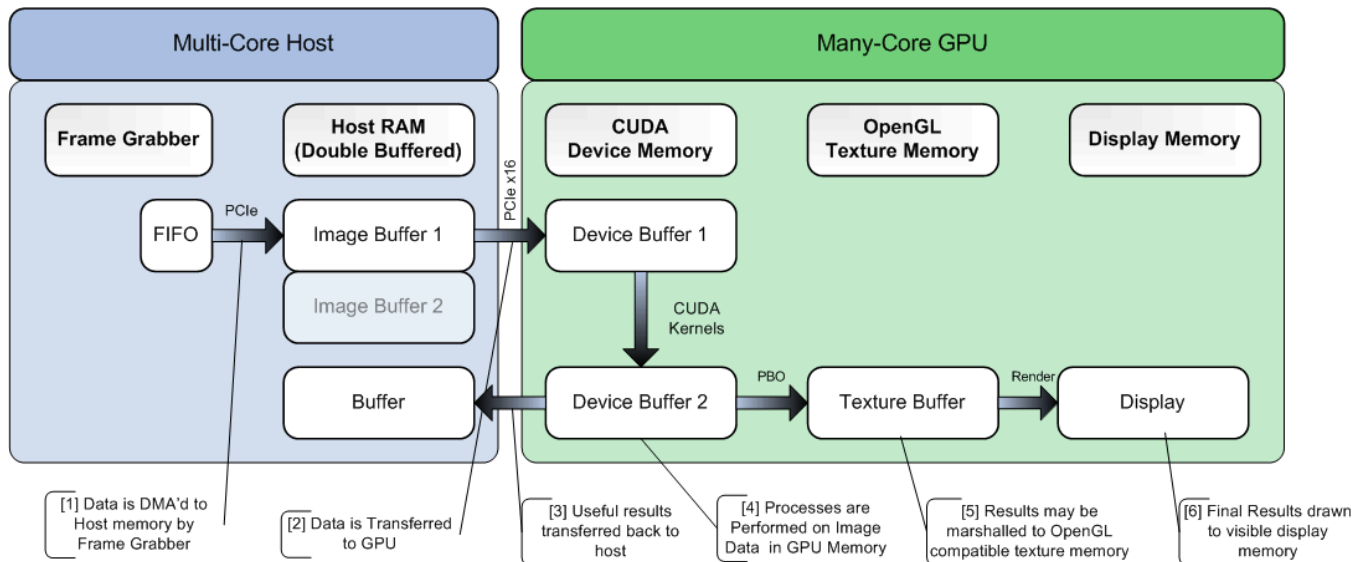 Multi-Core Host
Many-Core GPU
Frame Grabber
Host RAM
(Double Buffered)
CUDA
Device Memory
OpenGL
Texture Memory
Display Memory
FIFO
PCIe
Image Buffer 1
PCIe x16
Device Buffer 1
Image Buffer 2
CUDA
Kernels
Buffer
Device Buffer 2
PBO
Texture Buffer
Render
Display
[1] Data is DMA'd to
Host memory by
Frame Grabber
[2] Data is Transferred
to GPU
[3] Useful results
transferred back to
host
[4] Processes are
Performed on Image
Data in GPU Memory
[5] Results may be
marshalled to OpenGL
compatible texture memory
[6] Final Results drawn
to visible display
memory